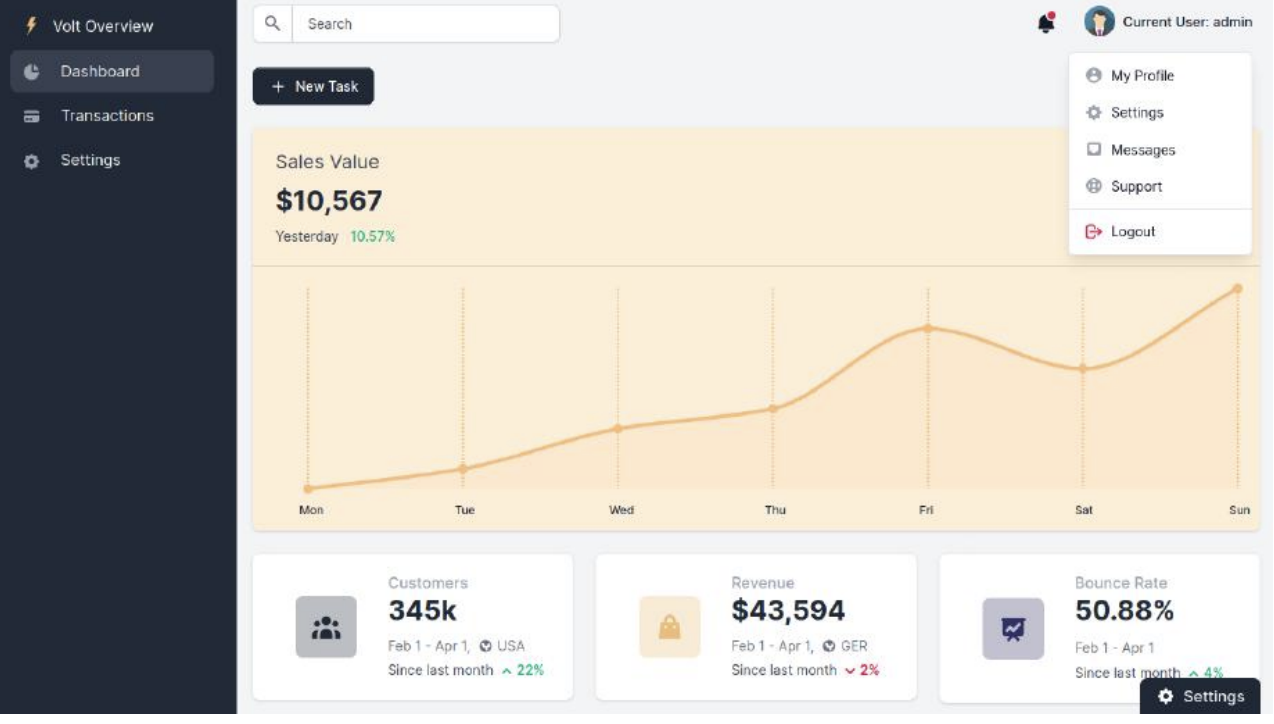 Volt Overview
Dashboard
Transactions
Settings
Search
Current User: admin
My Profile
Settings
Messages
Support
Logout
+ New Task
Sales Value
$10,567
Yesterday 10.57%
Mon Tue Wed Thu Fri Sat Sun
Customers
345k
Feb 1 - Apr 1, USA
Since last month 22%
Revenue
$43,594
Feb 1 - Apr 1, GER
Since last month 2%
Bounce Rate
50.88%
Feb 1 - Apr 1
Since last month 4%
Settings